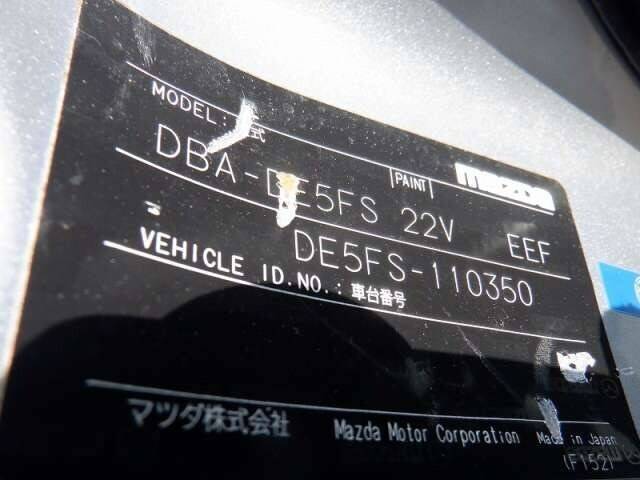 MODEL: 型式
mazda
DBA-DE5FS 22V PAINT EEF
VEHICLE ID.NO.: 車台番号 DE5FS-110350
マツダ株式会社 Mazda Motor Corporation Made in Japan
(F152)